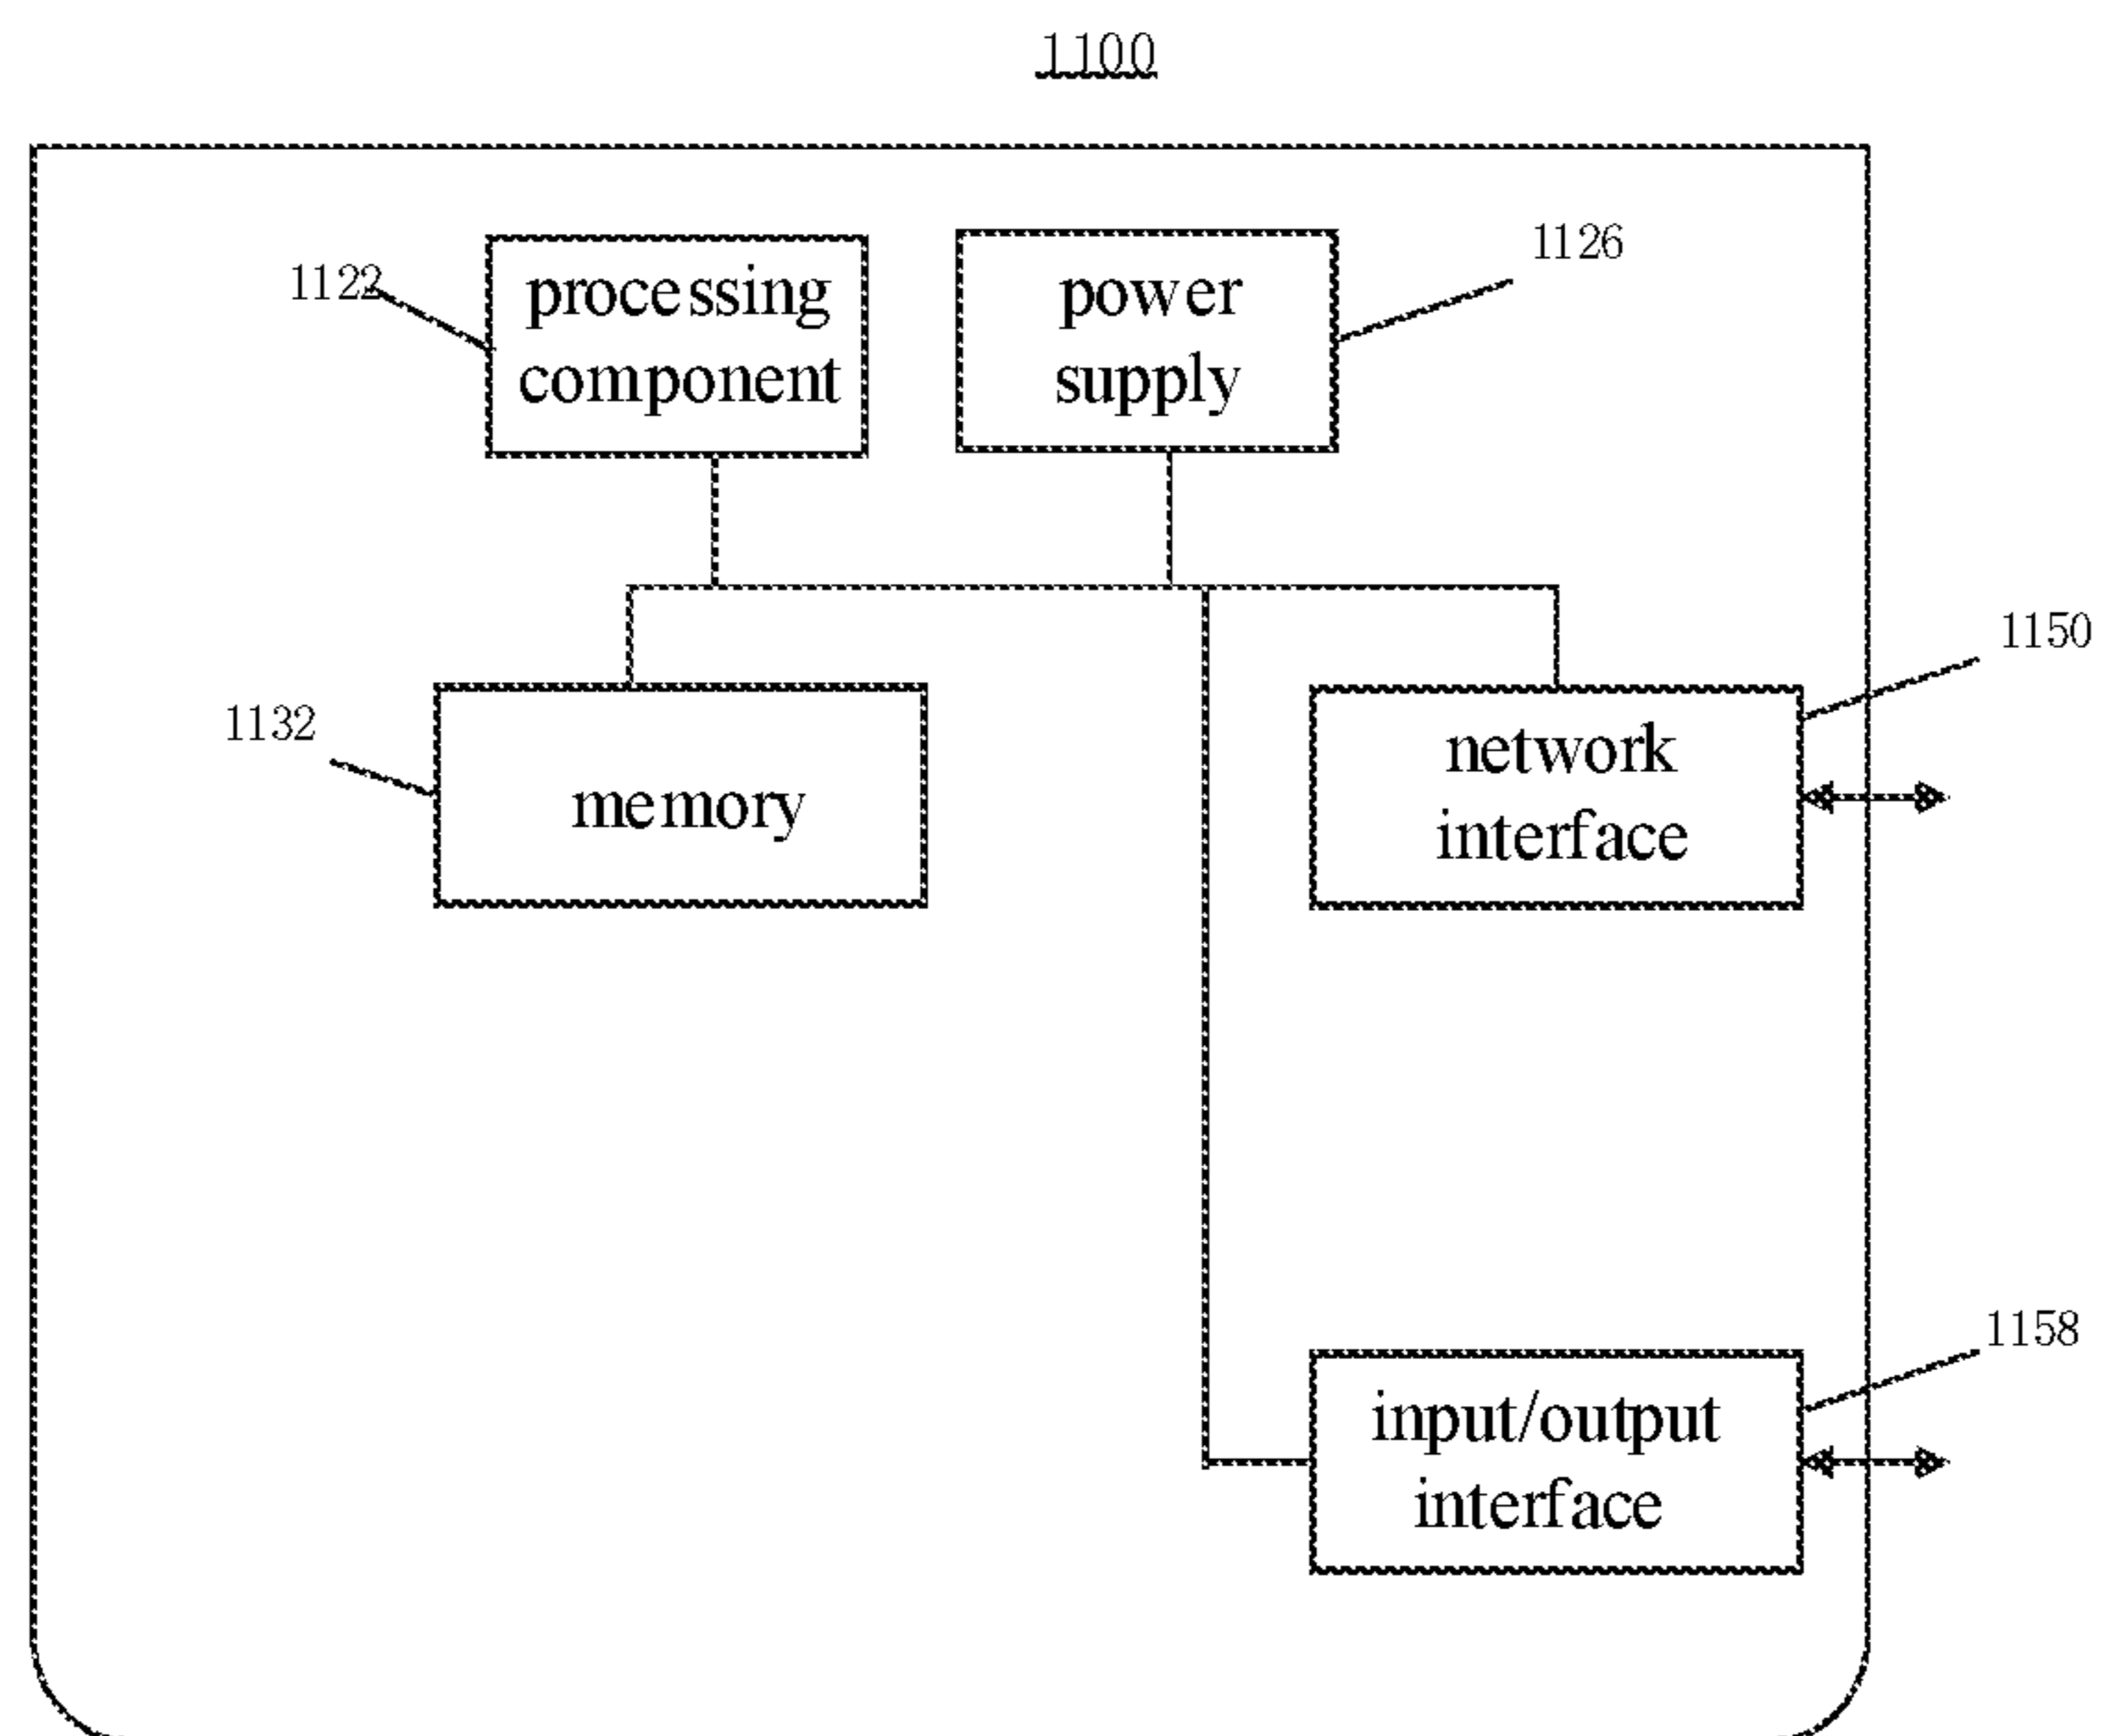 1100
1122
processing
component
power
supply
1126
1132
memory
network
interface
1150
input/output
interface
1158